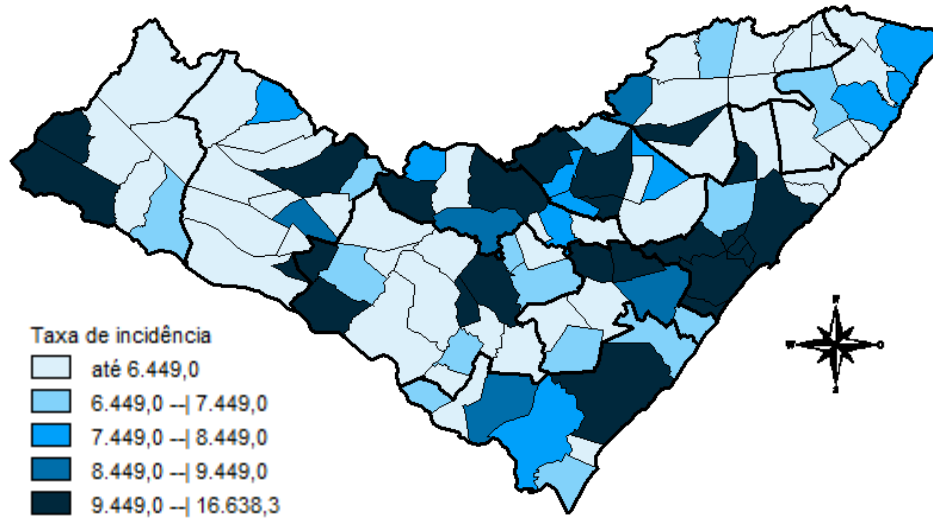 Taxa de incidência
até 6.449,0
6.449,0 --| 7.449,0
7.449,0 --| 8.449,0
8.449,0 --| 9.449,0
9.449,0 --| 16.638,3
W
S